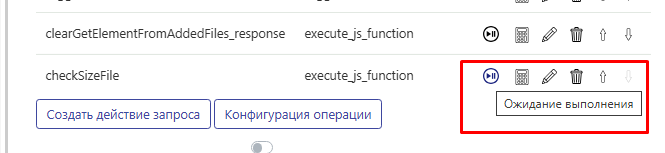 clearGetElementFromAddedFiles_response execute_js_function
checkSizeFile execute_js_function
Ожидание выполнения
Создать действие запроса Конфигурация операции